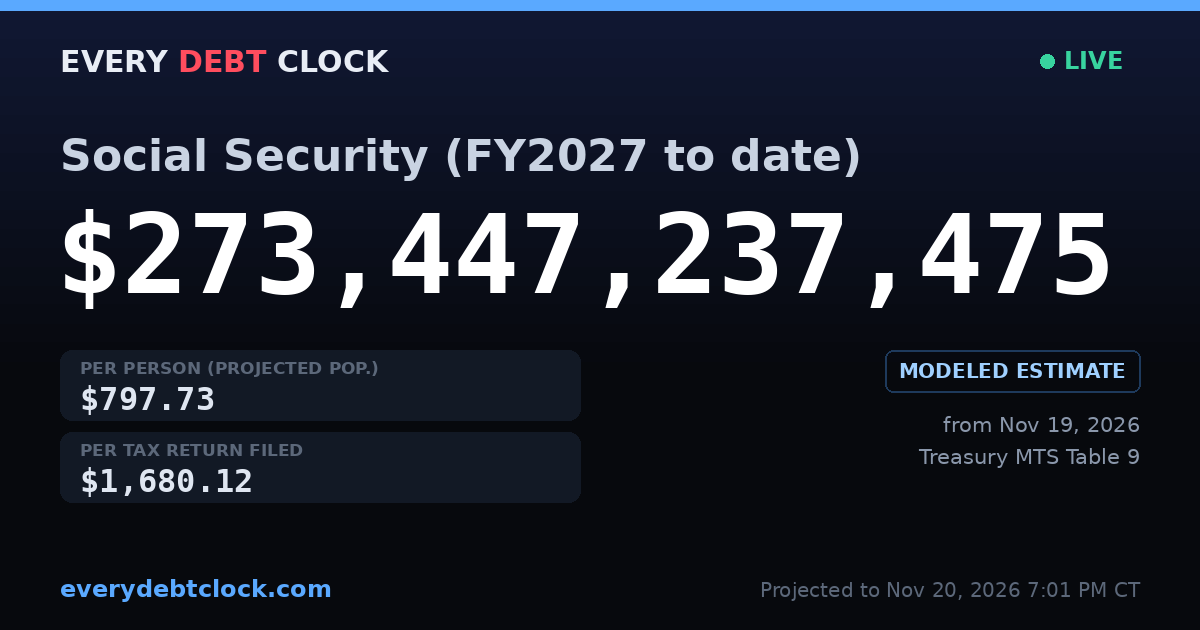 EVERY DEBT CLOCK
LIVE
Social Security (FY2027 to date)
$273,447,237,475
PER PERSON (PROJECTED POP.)
$797.73
PER TAX RETURN FILED
$1,680.12
MODELED ESTIMATE
from Nov 19, 2026
Treasury MTS Table 9
everydebtclock.com
Projected to Nov 20, 2026 7:01 PM CT